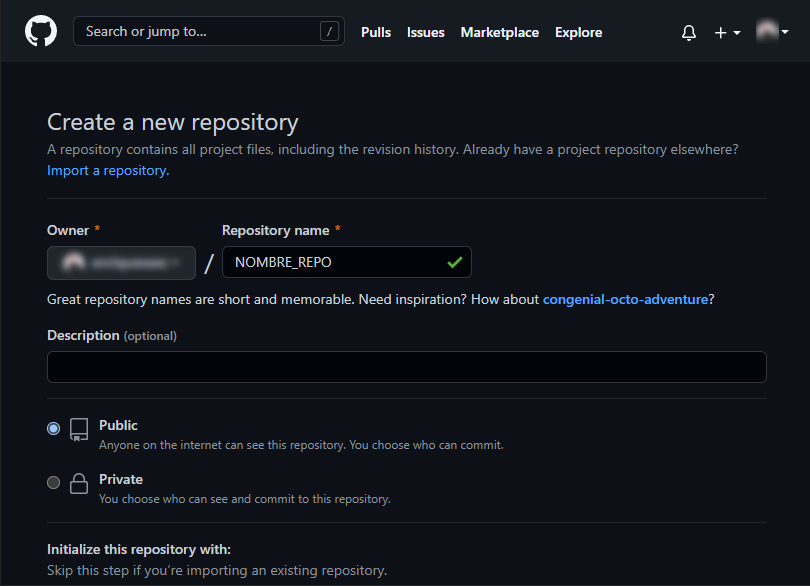 Search or jump to... /
Pulls Issues Marketplace Explore
Create a new repository
A repository contains all project files, including the revision history. Already have a project repository elsewhere?
Import a repository.
Owner * Repository name *
/ NOMBRE_REPO
Great repository names are short and memorable. Need inspiration? How about congenial-octo-adventure?
Description (optional)
Public
Anyone on the internet can see this repository. You choose who can commit.
Private
You choose who can see and commit to this repository.
Initialize this repository with:
Skip this step if you’re importing an existing repository.